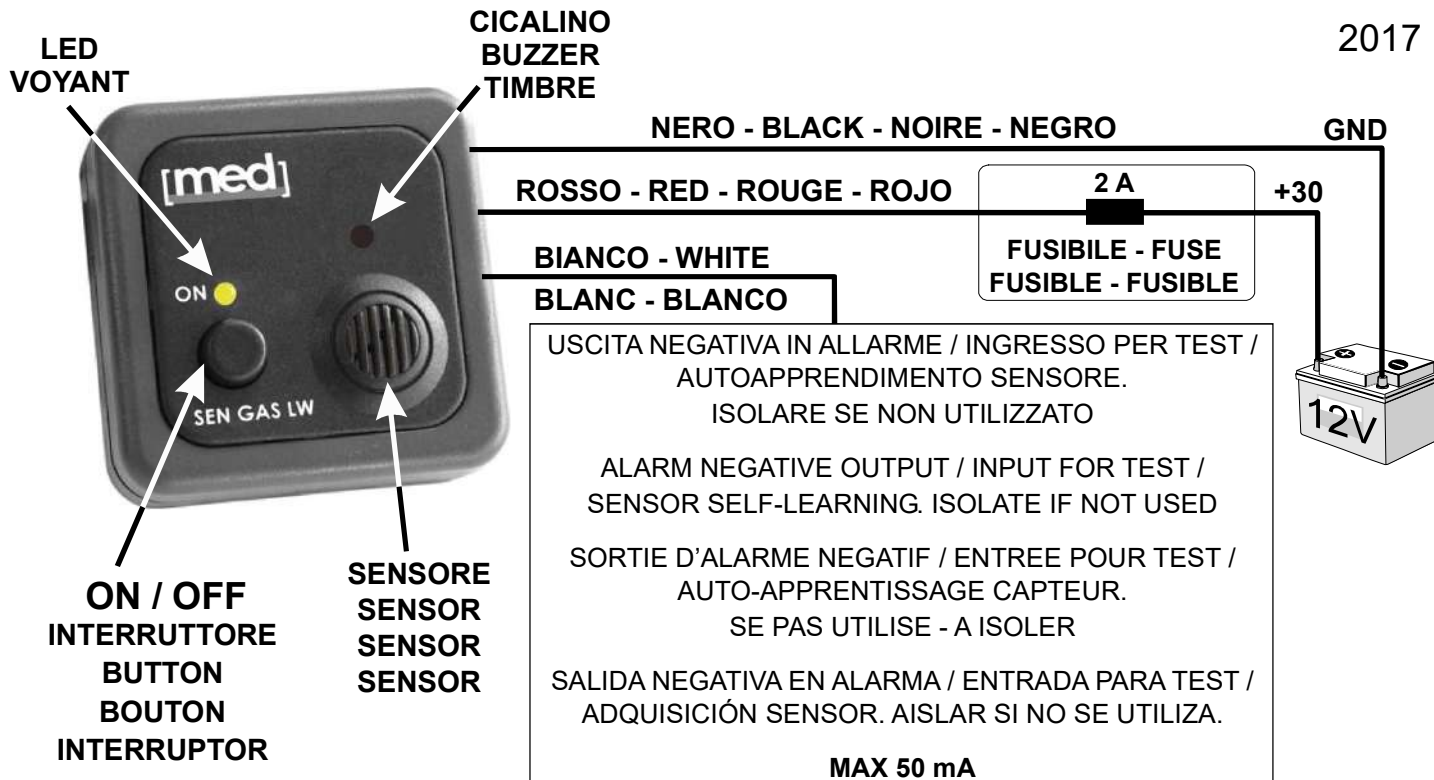 LED
VOYANT
CICALINO
BUZZER
TIMBRE
2017
NERO - BLACK - NOIRE - NEGRO
GND
[med]
ROSSO - RED - ROUGE - ROJO
2 A
+30
FUSIBILE - FUSE
FUSIBLE - FUSIBLE
BIANCO - WHITE
BLANC - BLANCO
ON
SEN GAS LW
12V
USCITA NEGATIVA IN ALLARME / INGRESSO PER TEST /
AUTOAPPRENDIMENTO SENSORE.
ISOLARE SE NON UTILIZZATO
ALARM NEGATIVE OUTPUT / INPUT FOR TEST /
SENSOR SELF-LEARNING. ISOLATE IF NOT USED
SORTIE D'ALARME NEGATIF / ENTREE POUR TEST /
AUTO-APPRENTISSAGE CAPTEUR.
SE PAS UTILISE - A ISOLER
SALIDA NEGATIVA EN ALARMA / ENTRADA PARA TEST /
ADQUISICIÓN SENSOR. AISLAR SI NO SE UTILIZA.
MAX 50 mA
ON / OFF
INTERRUTTORE
BUTTON
BOUTON
INTERRUPTOR
SENSORE
SENSOR
SENSOR
SENSOR